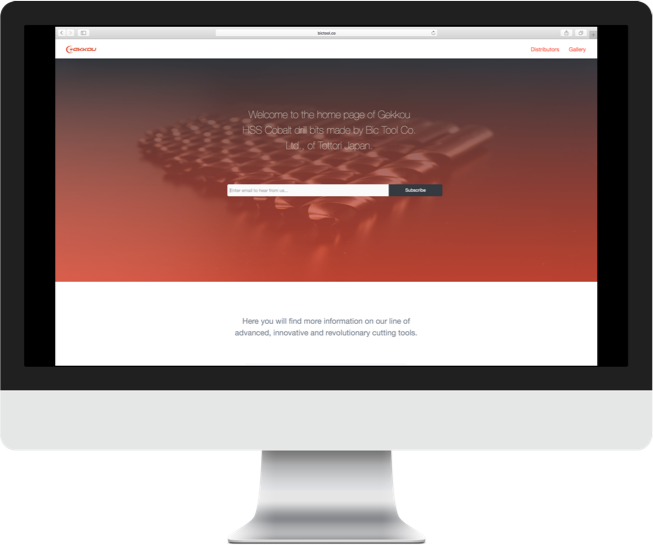 bictool.co
GEKKOU
Distributors
Gallery
Welcome to the home page of Gekkou
HSS Cobalt drill bits made by Bic Tool Co.
Ltd., of Tottori Japan
Enter email to hear from us...
Subscribe
Here you will find more information on our line of
advanced, innovative and revolutionary cutting tools.